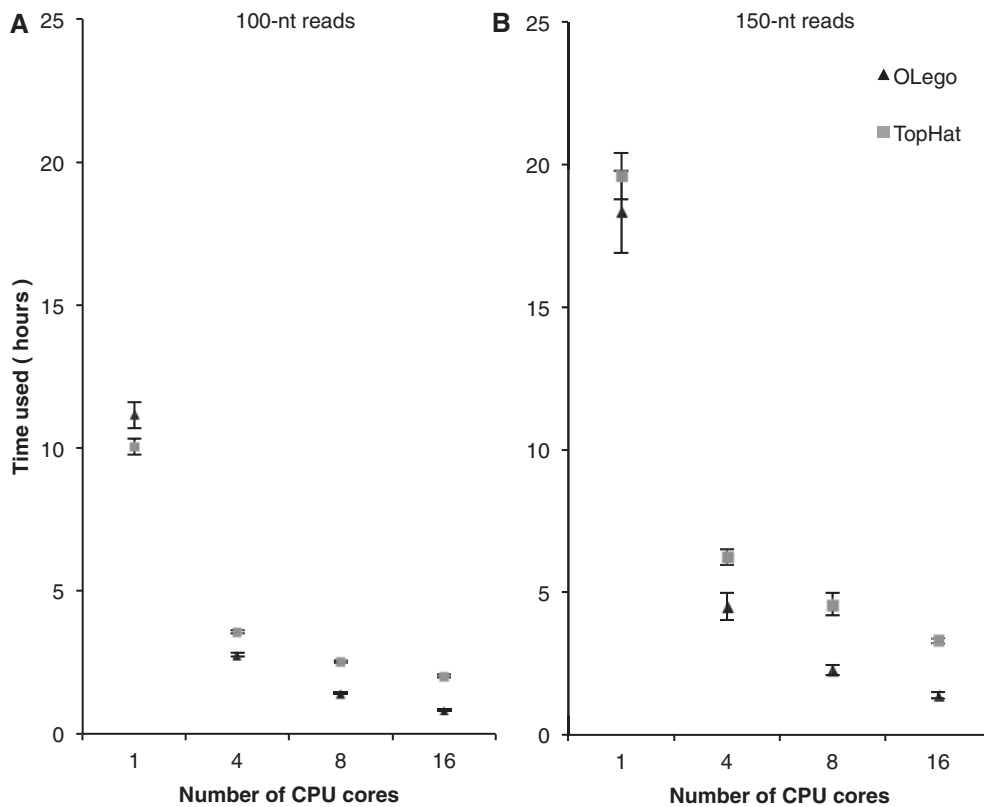 A
100-nt reads
25
20
15
10
5
0
Time used ( hours )
1 4 8 16
Number of CPU cores
B
150-nt reads
OLego
TopHat
25
20
15
10
5
0
1 4 8 16
Number of CPU cores